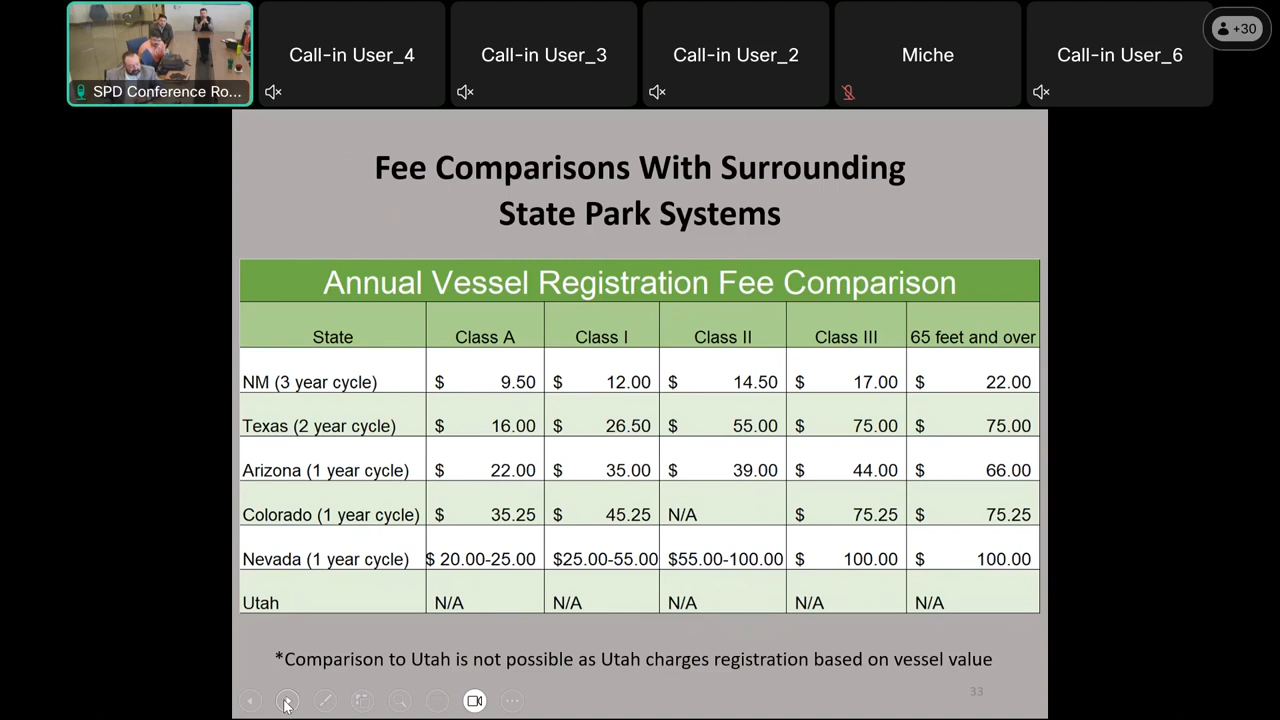 SPD Conference Ro...
Call-in User_4
Call-in User_3
Call-in User_2
Miche
Call-in User_6
+30
Fee Comparisons With Surrounding
State Park Systems
Annual Vessel Registration Fee Comparison
State Class A Class I Class II Class III 65 feet and over
NM (3 year cycle) $ 9.50 $ 12.00 $ 14.50 $ 17.00 $ 22.00
Texas (2 year cycle) $ 16.00 $ 26.50 $ 55.00 $ 75.00 $ 75.00
Arizona (1 year cycle) $ 22.00 $ 35.00 $ 39.00 $ 44.00 $ 66.00
Colorado (1 year cycle) $ 35.25 $ 45.25 N/A $ 75.25 $ 75.25
Nevada (1 year cycle) $ 20.00-25.00 $25.00-55.00 $55.00-100.00 $ 100.00 $ 100.00
Utah N/A N/A N/A N/A N/A
*Comparison to Utah is not possible as Utah charges registration based on vessel value
33